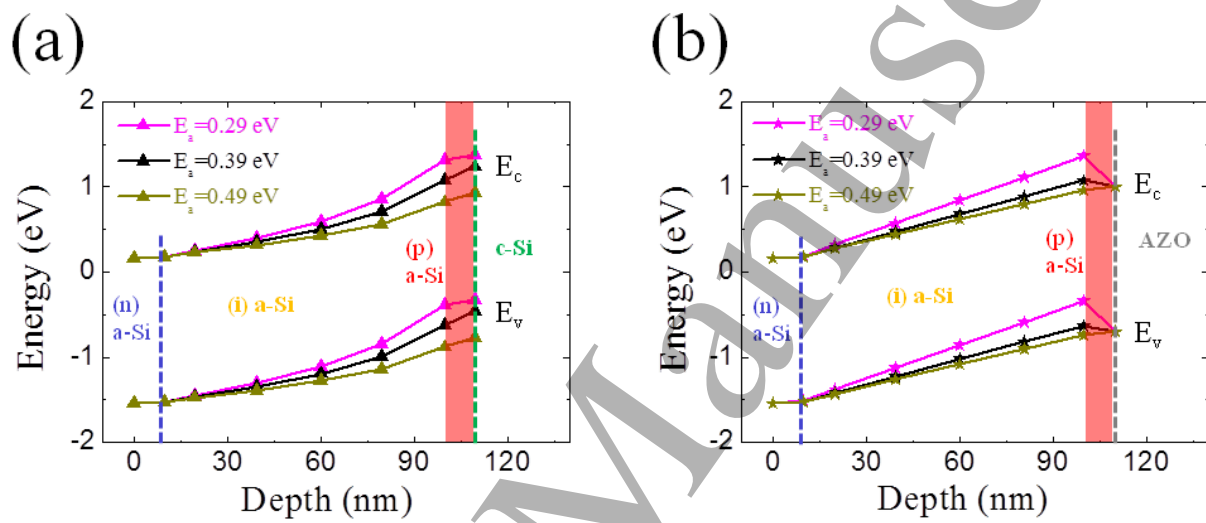 (a)
2
1
0
-1
-2
Energy (eV)
Ea=0.29 eV
Ea=0.39 eV
Ea=0.49 eV
Ec
(p)
a-Si
c-Si
(n)
a-Si
(i) a-Si
Ev
0 30 60 90 120
Depth (nm)
(b)
2
1
0
-1
-2
Energy (eV)
Ea=0.29 eV
Ea=0.39 eV
Ea=0.49 eV
Ec
(p)
a-Si
AZO
(n)
a-Si
(i) a-Si
Ev
0 30 60 90 120
Depth (nm)